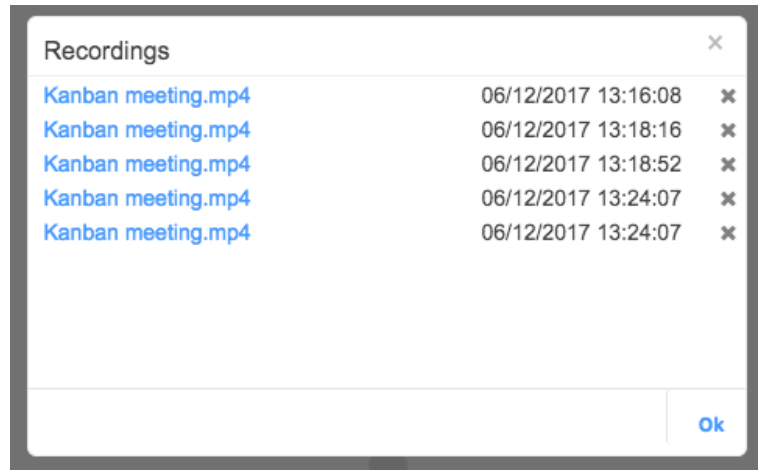 Recordings ×
Kanban meeting.mp4 06/12/2017 13:16:08 ✖
Kanban meeting.mp4 06/12/2017 13:18:16 ✖
Kanban meeting.mp4 06/12/2017 13:18:52 ✖
Kanban meeting.mp4 06/12/2017 13:24:07 ✖
Kanban meeting.mp4 06/12/2017 13:24:07 ✖
Ok